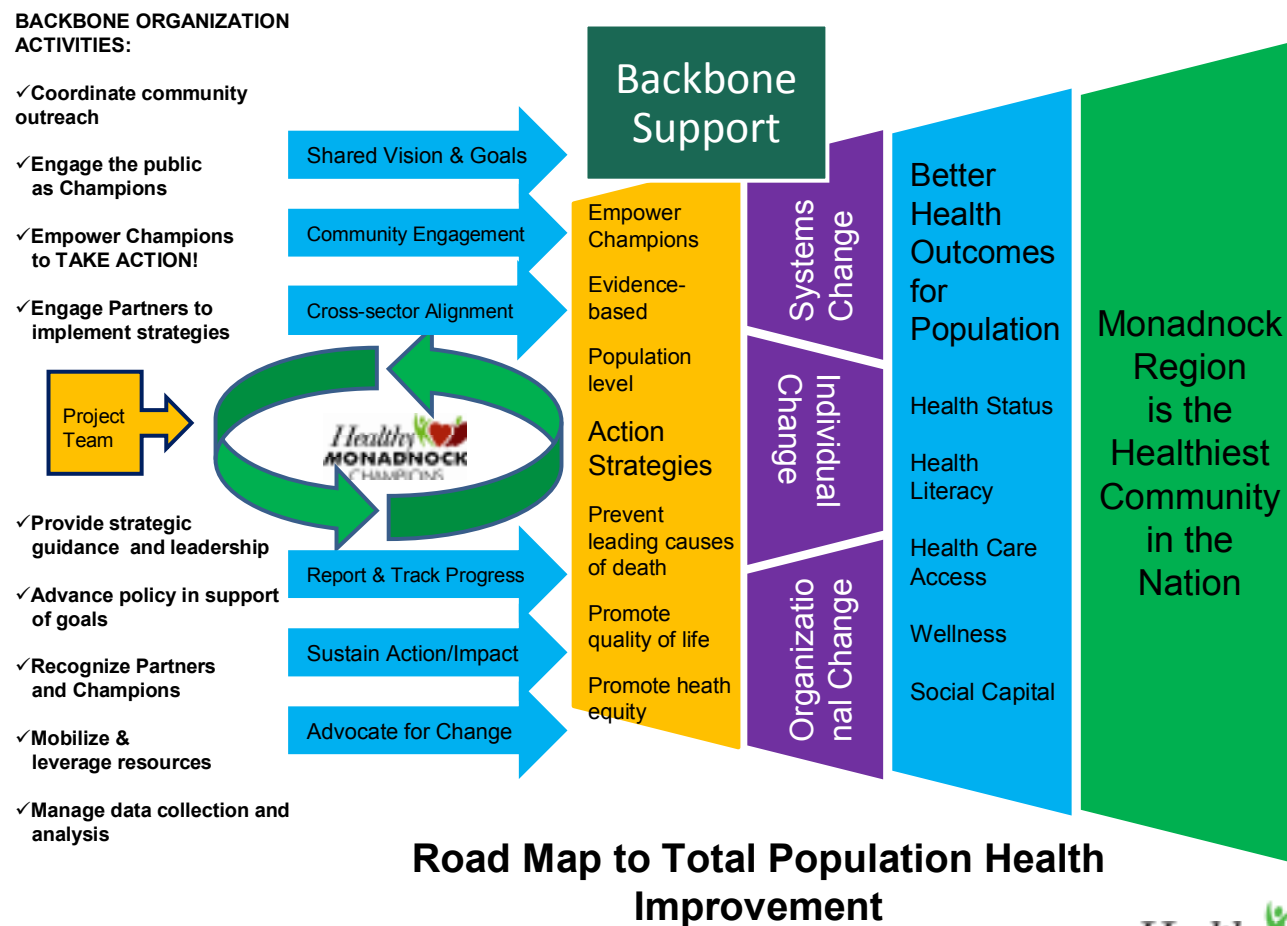 BACKBONE ORGANIZATION
ACTIVITIES:
✓Coordinate community
outreach
✓Engage the public
as Champions
✓Empower Champions
to TAKE ACTION!
✓Engage Partners to
implement strategies
Project
Team
✓Provide strategic
guidance and leadership
✓Advance policy in support
of goals
✓Recognize Partners
and Champions
✓Mobilize &
leverage resources
✓Manage data collection and
analysis
Shared Vision & Goals
Community Engagement
Cross-sector Alignment
Healthy
MONADNOCK
CHAMPIONS
Report & Track Progress
Sustain Action/Impact
Advocate for Change
Backbone
Support
Empower
Champions
Evidence-
based
Population
level
Action
Strategies
Prevent
leading causes
of death
Promote
quality of life
Promote heath
equity
Systems
Change
Individual
Change
Organizatio
nal Change
Better
Health
Outcomes
for
Population
Health Status
Health
Literacy
Health Care
Access
Wellness
Social Capital
Monadnock
Region
is the
Healthiest
Community
in the
Nation
Road Map to Total Population Health
Improvement